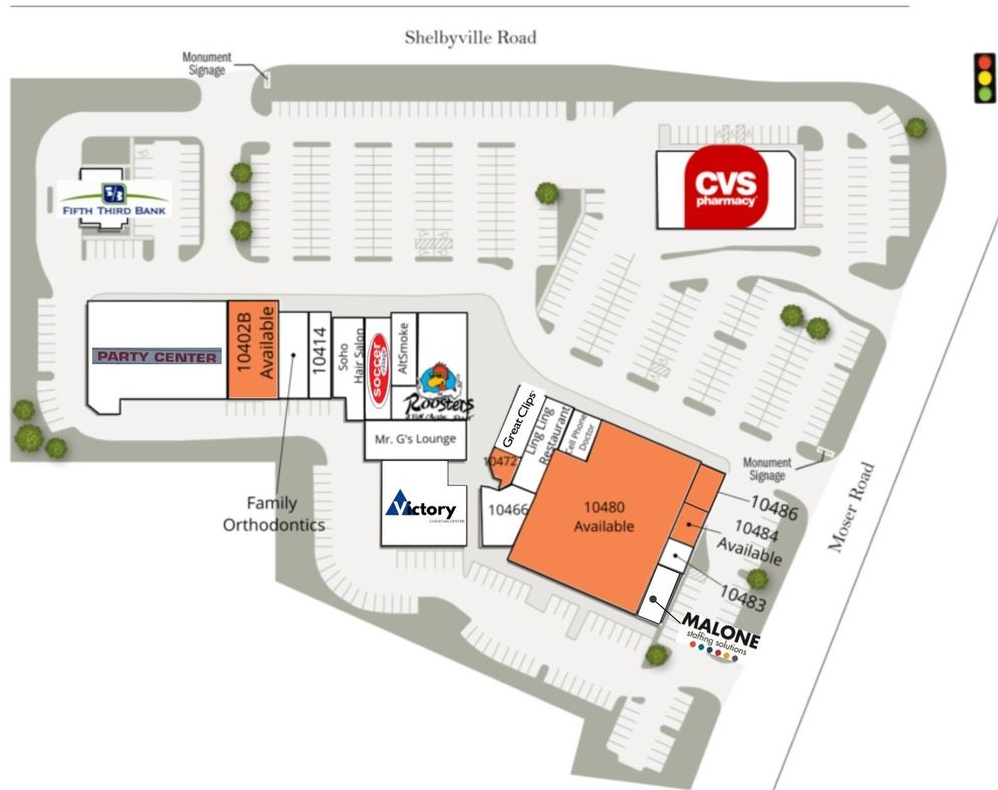 Shelbyville Road
Monument
Signage
CVS
pharmacy
FIFTH THIRD BANK
PARTY CENTER
10402B
Available
10414
Soho
Hair Salon
SOCCER
AltSmoke
Roosters
Mr. G's Lounge
Victory
Family
Orthodontics
Great Clips
Ling Ling
Restaurant
Cell Phone
Doctor
10472
10466
10480
Available
Monument
Signage
10486
10484
Available
10483
MALONE
staffing solutions
Moser Road